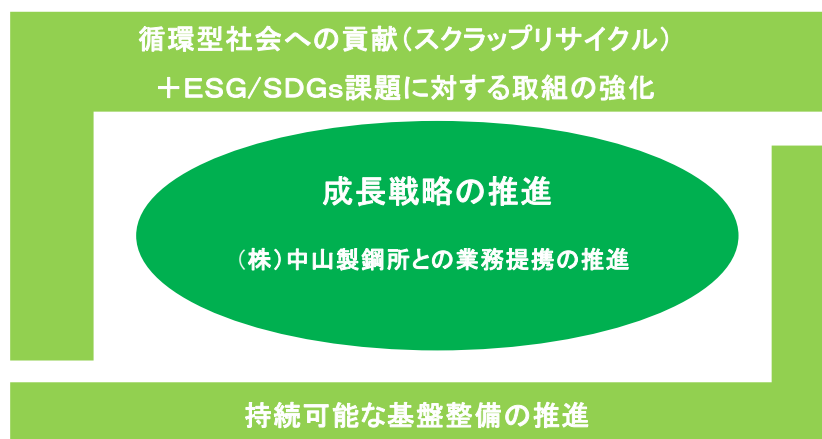 循環型社会への貢献（スクラップリサイクル）
＋ESG/SDGs課題に対する取組の強化
成長戦略の推進
（株）中山製鋼所との業務提携の推進
持続可能な基盤整備の推進